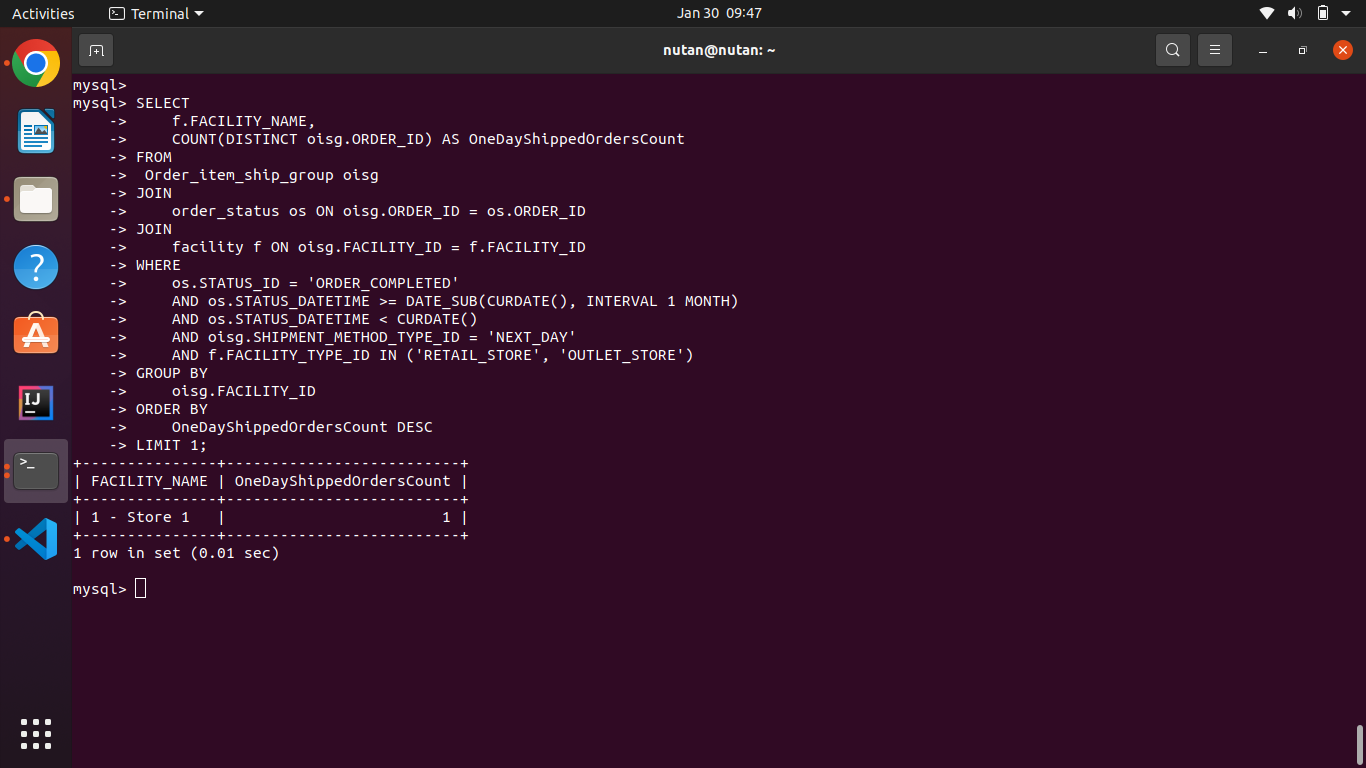 Activities
Terminal
Jan 30 09:47
nutan@nutan: ~
mysql>
mysql> SELECT
    ->     f.FACILITY_NAME,
    ->     COUNT(DISTINCT oisg.ORDER_ID) AS OneDayShippedOrdersCount
    -> FROM
    ->  Order_item_ship_group oisg
    -> JOIN
    ->     order_status os ON oisg.ORDER_ID = os.ORDER_ID
    -> JOIN
    ->     facility f ON oisg.FACILITY_ID = f.FACILITY_ID
    -> WHERE
    ->     os.STATUS_ID = 'ORDER_COMPLETED'
    ->     AND os.STATUS_DATETIME >= DATE_SUB(CURDATE(), INTERVAL 1 MONTH)
    ->     AND os.STATUS_DATETIME < CURDATE()
    ->     AND oisg.SHIPMENT_METHOD_TYPE_ID = 'NEXT_DAY'
    ->     AND f.FACILITY_TYPE_ID IN ('RETAIL_STORE', 'OUTLET_STORE')
    -> GROUP BY
    ->     oisg.FACILITY_ID
    -> ORDER BY
    ->     OneDayShippedOrdersCount DESC
    -> LIMIT 1;
+---------------+--------------------------+
| FACILITY_NAME | OneDayShippedOrdersCount |
+---------------+--------------------------+
| 1 - Store 1   |                        1 |
+---------------+--------------------------+
1 row in set (0.01 sec)
mysql>
IJ
>_